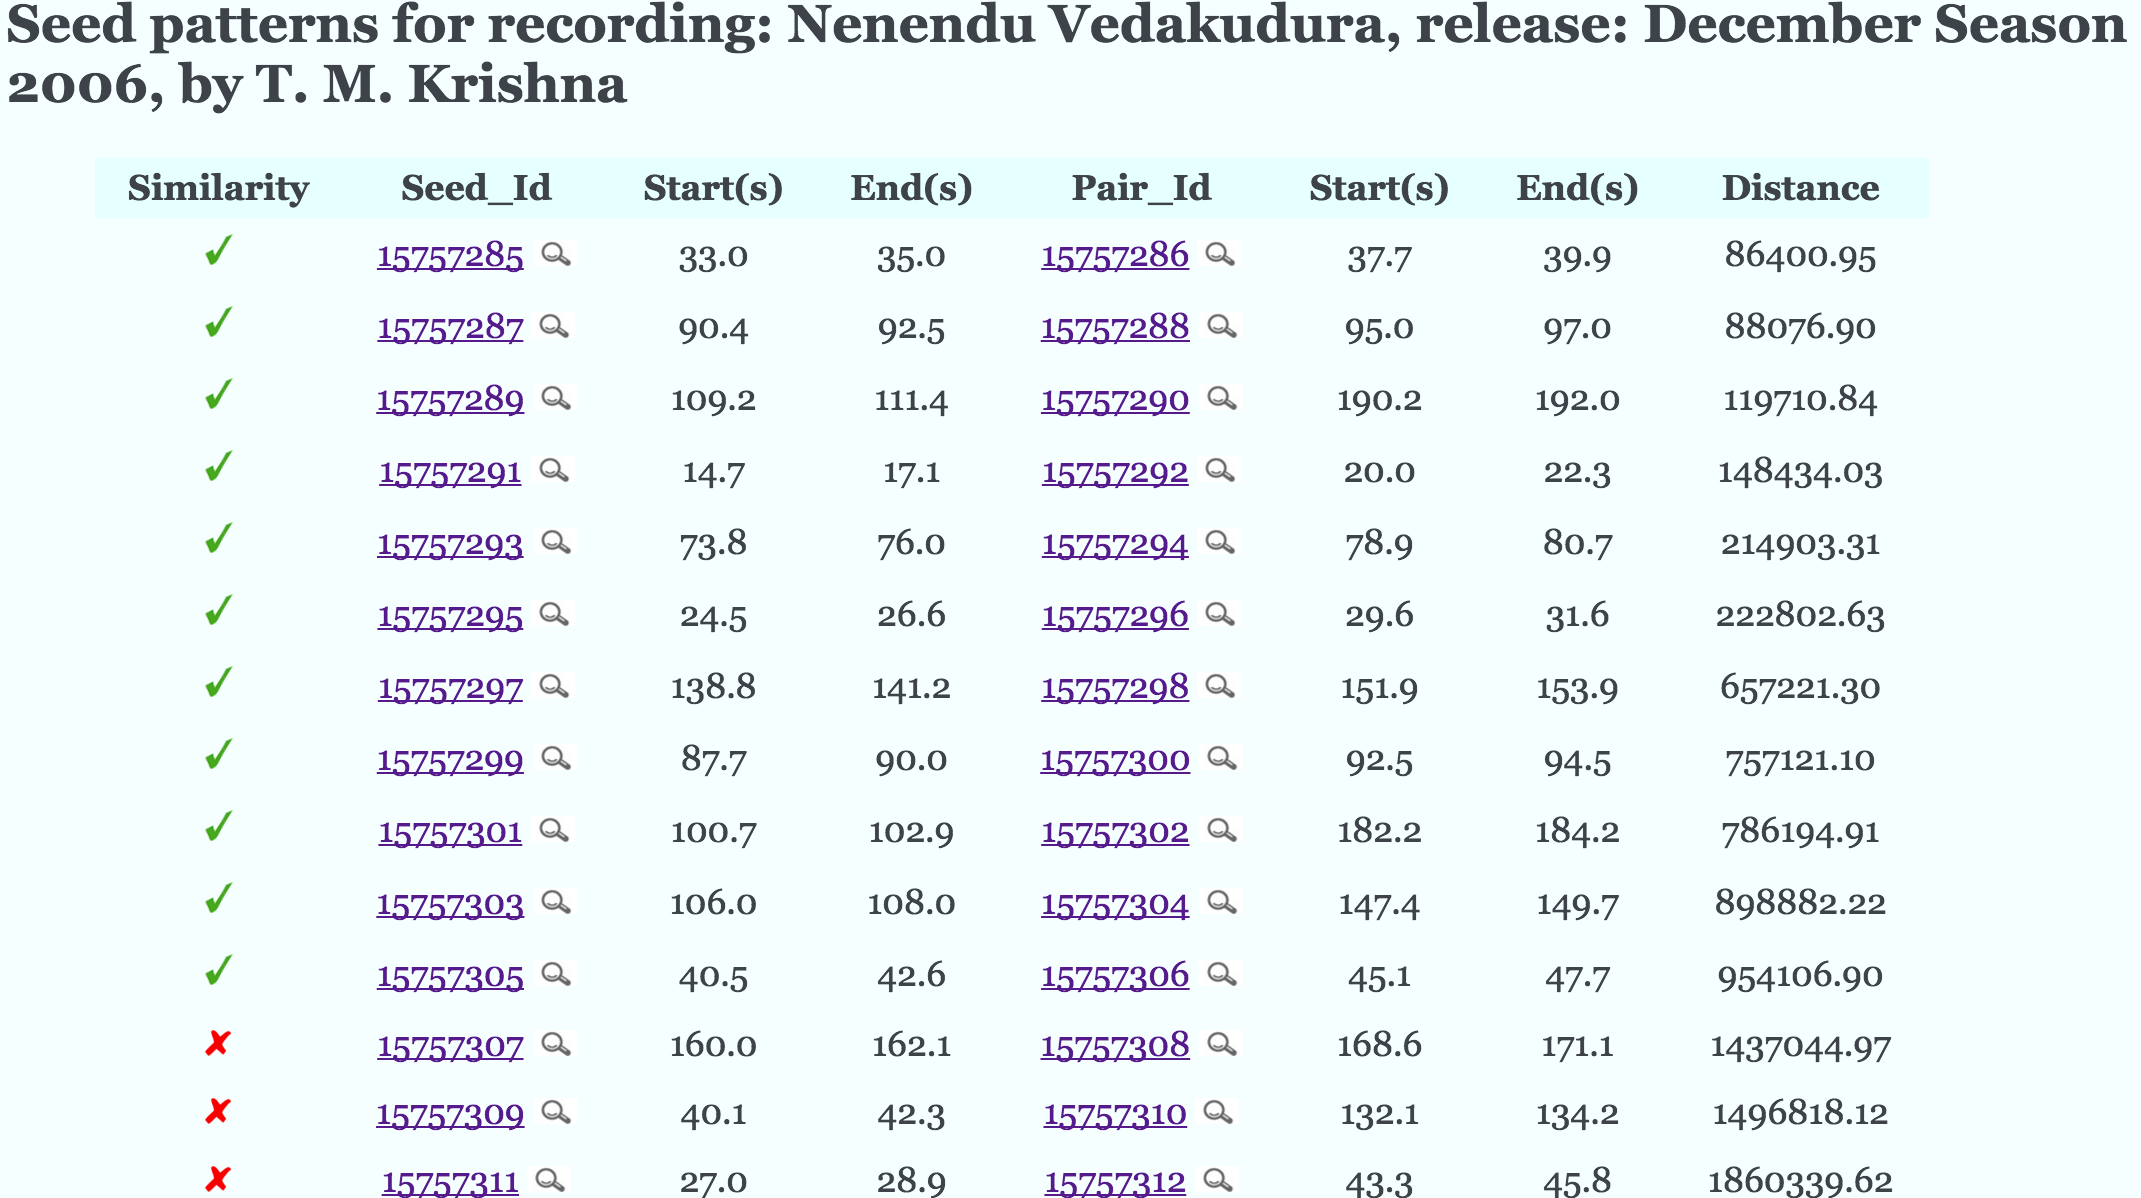 Seed patterns for recording: Nenendu Vedakudura, release: December Season
2006, by T. M. Krishna
Similarity Seed_Id Start(s) End(s) Pair_Id Start(s) End(s) Distance
✓ 15757285 33.0 35.0 15757286 37.7 39.9 86400.95
✓ 15757287 90.4 92.5 15757288 95.0 97.0 88076.90
✓ 15757289 109.2 111.4 15757290 190.2 192.0 119710.84
✓ 15757291 14.7 17.1 15757292 20.0 22.3 148434.03
✓ 15757293 73.8 76.0 15757294 78.9 80.7 214903.31
✓ 15757295 24.5 26.6 15757296 29.6 31.6 222802.63
✓ 15757297 138.8 141.2 15757298 151.9 153.9 657221.30
✓ 15757299 87.7 90.0 15757300 92.5 94.5 757121.10
✓ 15757301 100.7 102.9 15757302 182.2 184.2 786194.91
✓ 15757303 106.0 108.0 15757304 147.4 149.7 898882.22
✓ 15757305 40.5 42.6 15757306 45.1 47.7 954106.90
✗ 15757307 160.0 162.1 15757308 168.6 171.1 1437044.97
✗ 15757309 40.1 42.3 15757310 132.1 134.2 1496818.12
✗ 15757311 27.0 28.9 15757312 43.3 45.8 1860339.62